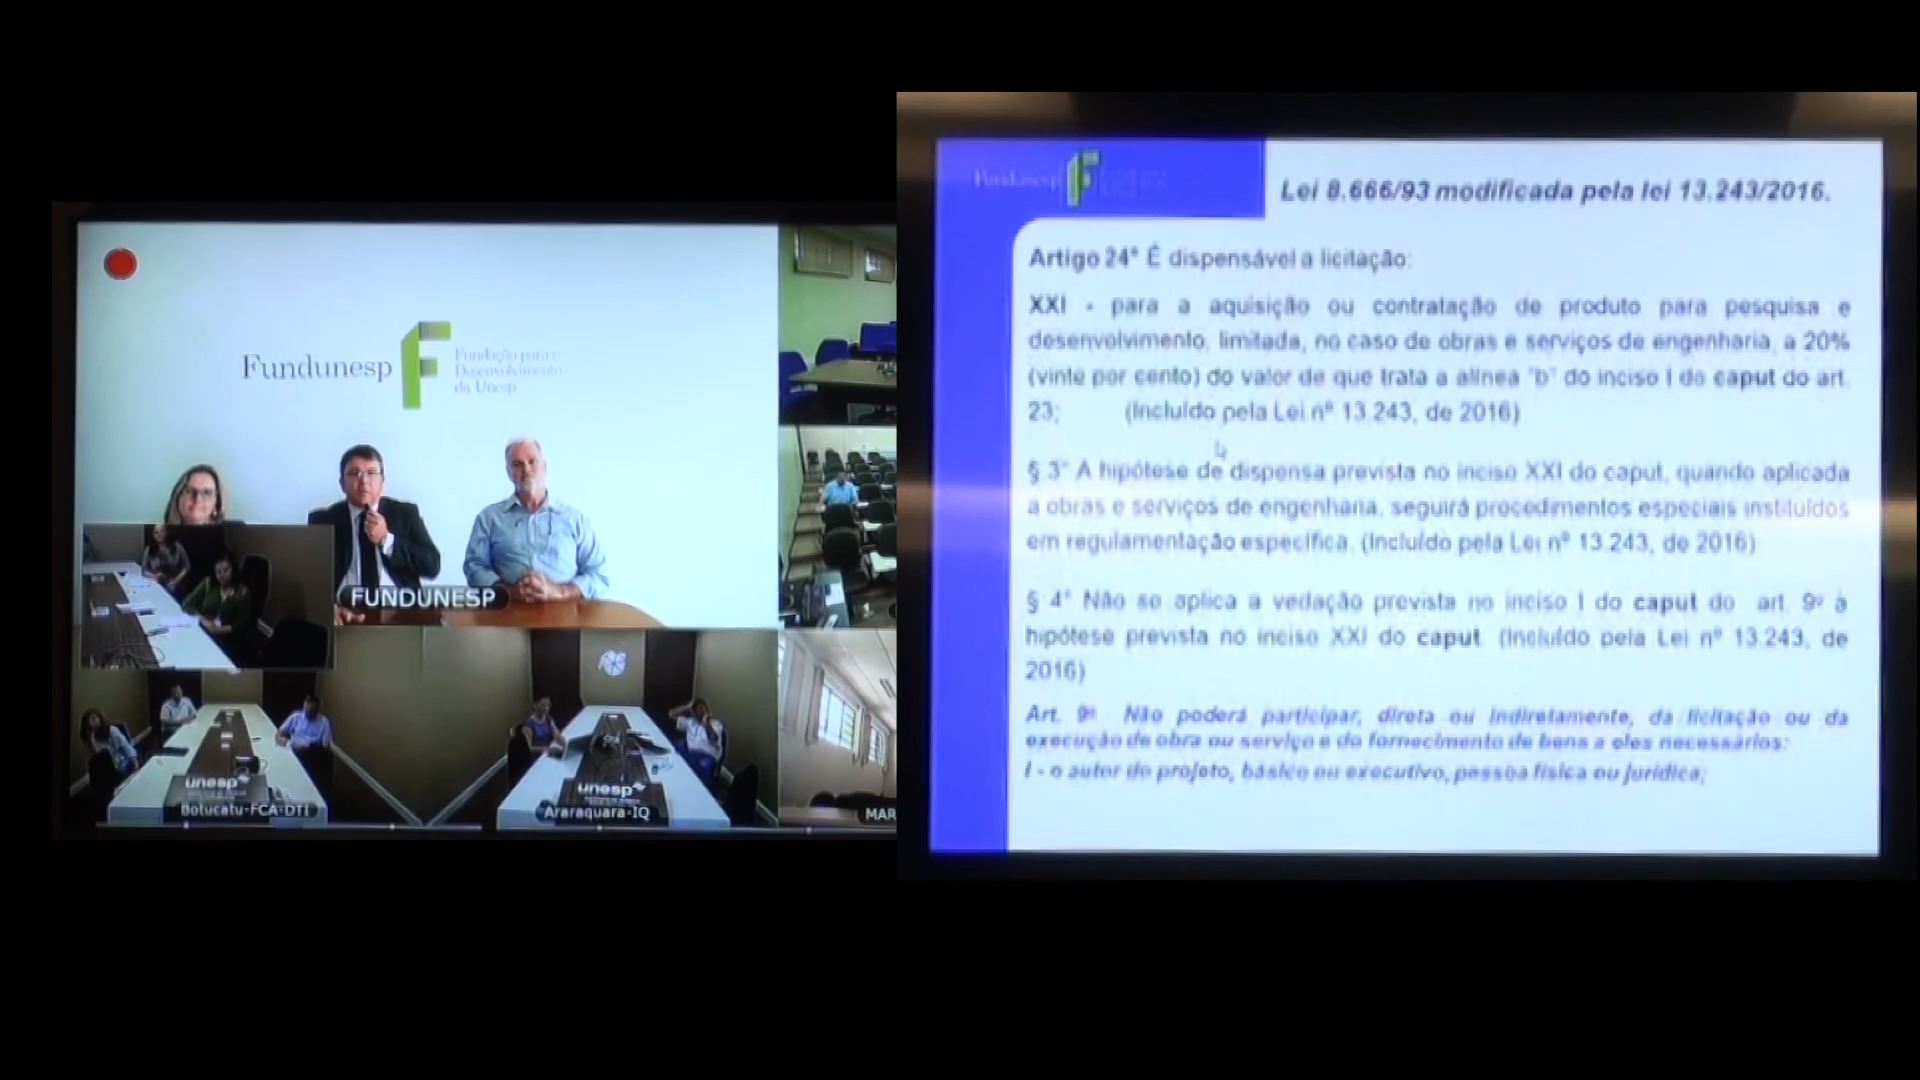 Fundunesp
Fundação para o
Desenvolvimento
da Unesp
FUNDUNESP
unesp
Botucatu-FCA-DTI
unesp
Araraquara-IQ
MAR
Fundunesp
Lei 8.666/93 modificada pela lei 13.243/2016.
Artigo 24° É dispensável a licitação:
XXI - para a aquisição ou contratação de produto para pesquisa e
desenvolvimento, limitada, no caso de obras e serviços de engenharia, a 20%
(vinte por cento) do valor de que trata a alínea "b" do inciso I do caput do art.
23; (Incluído pela Lei nº 13.243, de 2016)
§ 3° A hipótese de dispensa prevista no inciso XXI do caput, quando aplicada
a obras e serviços de engenharia, seguirá procedimentos especiais instituídos
em regulamentação específica. (Incluído pela Lei nº 13.243, de 2016)
§ 4° Não se aplica a vedação prevista no inciso I do caput do art. 9º à
hipótese prevista no inciso XXI do caput (Incluído pela Lei nº 13.243, de
2016)
Art. 9º Não poderá participar, direta ou indiretamente, da licitação ou da
execução de obra ou serviço e do fornecimento de bens a eles necessários:
I - o autor do projeto, básico ou executivo, pessoa física ou jurídica;